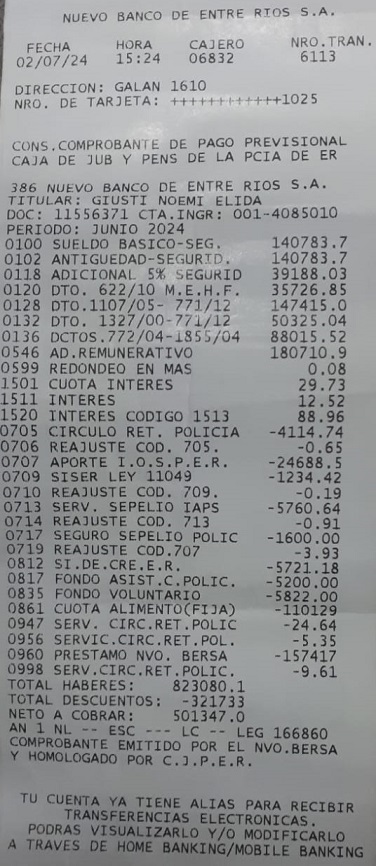 NUEVO BANCO DE ENTRE RIOS S.A.
FECHA HORA CAJERO NRO.TRAN.
02/07/24 15:24 06832 6113
DIRECCION: GALAN 1610
NRO. DE TARJETA: ++++++++++++1025
CONS.COMPROBANTE DE PAGO PREVISIONAL
CAJA DE JUB Y PENS DE LA PCIA DE ER
386 NUEVO BANCO DE ENTRE RIOS S.A.
TITULAR: GIUSTI NOEMI ELIDA
DOC: 11556371 CTA.INGR: 001-4085010
PERIODO: JUNIO 2024
0100 SUELDO BASICO-SEG. 140783.7
0102 ANTIGUEDAD-SEGURID. 140783.7
0118 ADICIONAL 5% SEGURID 39188.03
0120 DTO. 622/10 M.E.H.F. 35726.85
0128 DTO.1107/05- 771/12 147415.0
0132 DTO. 1327/00-771/12 50325.04
0136 DCTOS.772/04-1855/04 88015.52
0546 AD.REMUNERATIVO 180710.9
0599 REDONDEO EN MAS 0.08
1501 CUOTA INTERES 29.73
1511 INTERES 12.52
1520 INTERES CODIGO 1513 88.96
0705 CIRCULO RET. POLICIA -4114.74
0706 REAJUSTE COD. 705. -0.65
0707 APORTE I.O.S.P.E.R. -24688.5
0709 SISER LEY 11049 -1234.42
0710 REAJUSTE COD. 709. -0.19
0713 SERV. SEPELIO IAPS -5760.64
0714 REAJUSTE COD. 713 -0.91
0717 SEGURO SEPELIO POLIC -1600.00
0719 REAJUSTE COD.707 -3.93
0812 SI.DE.CRE.E.R. -5721.18
0817 FONDO ASIST.C.POLIC. -5200.00
0835 FONDO VOLUNTARIO -5822.00
0861 CUOTA ALIMENTO(FIJA) -110129
0947 SERV. CIRC.RET.POLIC -24.64
0956 SERVIC.CIRC.RET.POL. -5.35
0960 PRESTAMO NVO. BERSA -157417
0998 SERV.CIRC.RET.POLIC. -9.61
TOTAL HABERES: 823080.1
TOTAL DESCUENTOS: -321733
NETO A COBRAR: 501347.0
AN 1 NL -- ESC --- LC -- LEG 166860
COMPROBANTE EMITIDO POR EL NVO.BERSA
Y HOMOLOGADO POR C.J.P.E.R.
TU CUENTA YA TIENE ALIAS PARA RECIBIR
TRANSFERENCIAS ELECTRONICAS.
PODRAS VISUALIZARLO Y/O MODIFICARLO
A TRAVES DE HOME BANKING/MOBILE BANKING